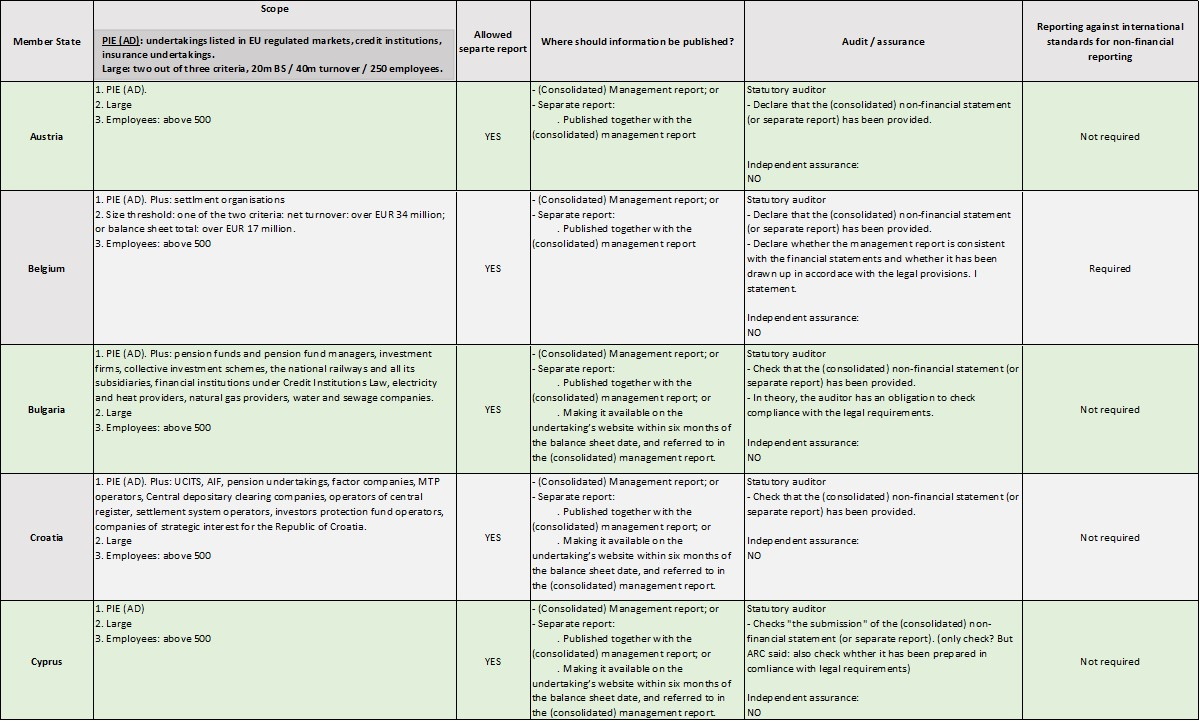 Member State
Scope
PIE (AD): undertakings listed in EU regulated markets, credit institutions,
insurance undertakings.
Large: two out of three criteria, 20m BS / 40m turnover / 250 employees.
Allowed
separte report
Where should information be published?
Audit / assurance
Reporting against international
standards for non-financial
reporting
Austria
1. PIE (AD).
2. Large
3. Employees: above 500
YES
- (Consolidated) Management report; or
- Separate report:
. Published together with the
(consolidated) management report
Statutory auditor
- Declare that the (consolidated) non-financial statement
(or separate report) has been provided.
Independent assurance:
NO
Not required
Belgium
1. PIE (AD). Plus: settlment organisations
2. Size threshold: one of the two criteria: net turnover: over EUR 34 million;
or balance sheet total: over EUR 17 million.
3. Employees: above 500
YES
- (Consolidated) Management report; or
- Separate report:
. Published together with the
(consolidated) management report
Statutory auditor
- Declare that the (consolidated) non-financial statement
(or separate report) has been provided.
- Declare whether the management report is consistent
with the financial statements and whether it has been
drawn up in accordace with the legal provisions. I
statement.
Independent assurance:
NO
Required
Bulgaria
1. PIE (AD). Plus: pension funds and pension fund managers, investment
firms, collective investment schemes, the national railways and all its
subsidiaries, financial institutions under Credit Institutions Law, electricity
and heat providers, natural gas providers, water and sewage companies.
2. Large
3. Employees: above 500
YES
- (Consolidated) Management report; or
- Separate report:
. Published together with the
(consolidated) management report; or
. Making it available on the
undertaking's website within six months of
the balance sheet date, and referred to in
the (consolidated) management report.
Statutory auditor
- Check that the (consolidated) non-financial statement (or
separate report) has been provided.
- In theory, the auditor has an obligation to check
compliance with the legal requirements.
Independent assurance:
NO
Not required
Croatia
1. PIE (AD). Plus: UCITS, AIF, pension undertakings, factor companies, MTP
operators, Central depositary clearing companies, operators of central
register, settlement system operators, investors protection fund operators,
companies of strategic interest for the Republic of Croatia.
2. Large
3. Employees: above 500
YES
- (Consolidated) Management report; or
- Separate report:
. Published together with the
(consolidated) management report; or
. Making it available on the
undertaking's website within six months of
the balance sheet date, and referred to in
the (consolidated) management report.
Statutory auditor
- Check that the (consolidated) non-financial statement (or
separate report) has been provided.
Independent assurance:
NO
Not required
Cyprus
1. PIE (AD)
2. Large
3. Employees: above 500
YES
- (Consolidated) Management report; or
- Separate report:
. Published together with the
(consolidated) management report; or
. Making it available on the
undertaking's website within six months of
the balance sheet date, and referred to in
the (consolidated) management report.
Statutory auditor
- Checks "the submission" of the (consolidated) non-
financial statement (or separate report). (only check? But
ARC said: also check whther it has been prepared in
comliance with legal requirements)
Independent assurance:
NO
Not required